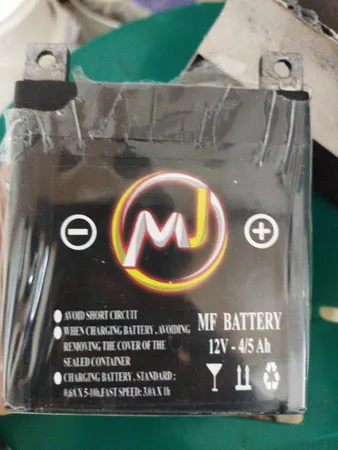 MJ
AVOID SHORT CIRCUIT
WHEN CHARGING BATTERY, AVOIDING
REMOVING THE COVER OF THE
SEALED CONTAINER
CHARGING BATTERY, STANDARD :
0.6A X 5-10h,FAST SPEED: 3.0A X 1h
MF BATTERY
12V - 4/5 Ah